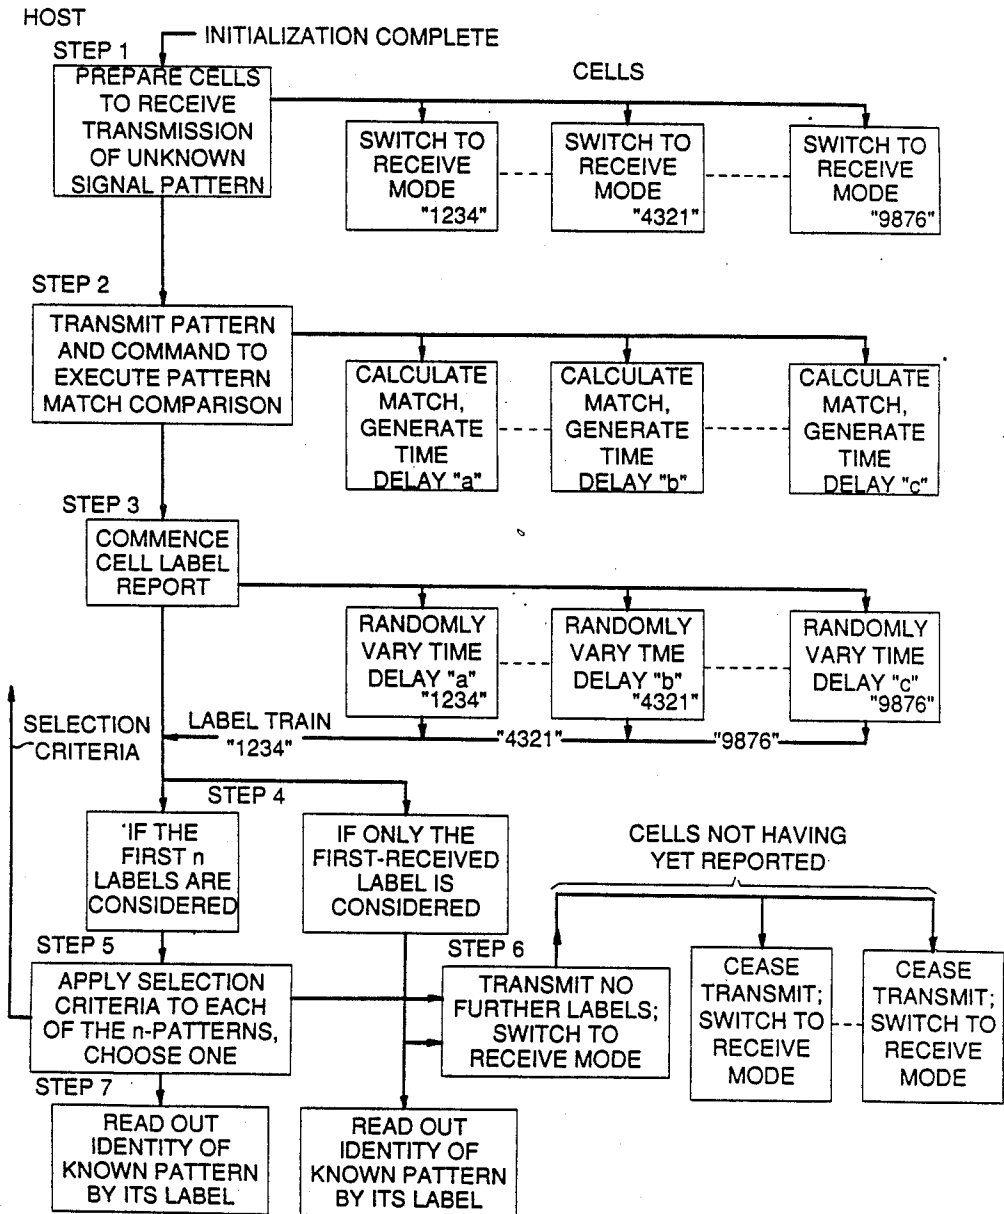 HOST
INITIALIZATION COMPLETE
STEP 1
PREPARE CELLS
TO RECEIVE
TRANSMISSION
OF UNKNOWN
SIGNAL PATTERN
CELLS
SWITCH TO
RECEIVE
MODE
"1234"
SWITCH TO
RECEIVE
MODE
"4321"
SWITCH TO
RECEIVE
MODE
"9876"
STEP 2
TRANSMIT PATTERN
AND COMMAND TO
EXECUTE PATTERN
MATCH COMPARISON
CALCULATE
MATCH,
GENERATE
TIME
DELAY "a"
CALCULATE
MATCH,
GENERATE
TIME
DELAY "b"
CALCULATE
MATCH,
GENERATE
TIME
DELAY "c"
STEP 3
COMMENCE
CELL LABEL
REPORT
RANDOMLY
VARY TIME
DELAY "a"
"1234"
RANDOMLY
VARY TME
DELAY "b"
"4321"
RANDOMLY
VARY TIME
DELAY "c"
"9876"
SELECTION
CRITERIA
LABEL TRAIN
"1234"
"4321"
"9876"
STEP 4
IF THE
FIRST n
LABELS ARE
CONSIDERED
IF ONLY THE
FIRST-RECEIVED
LABEL IS
CONSIDERED
CELLS NOT HAVING
YET REPORTED
STEP 5
APPLY SELECTION
CRITERIA TO EACH
OF THE n-PATTERNS,
CHOOSE ONE
STEP 6
TRANSMIT NO
FURTHER LABELS;
SWITCH TO
RECEIVE MODE
CEASE
TRANSMIT;
SWITCH TO
RECEIVE
MODE
CEASE
TRANSMIT;
SWITCH TO
RECEIVE
MODE
STEP 7
READ OUT
IDENTITY OF
KNOWN PATTERN
BY ITS LABEL
READ OUT
IDENTITY OF
KNOWN PATTERN
BY ITS LABEL